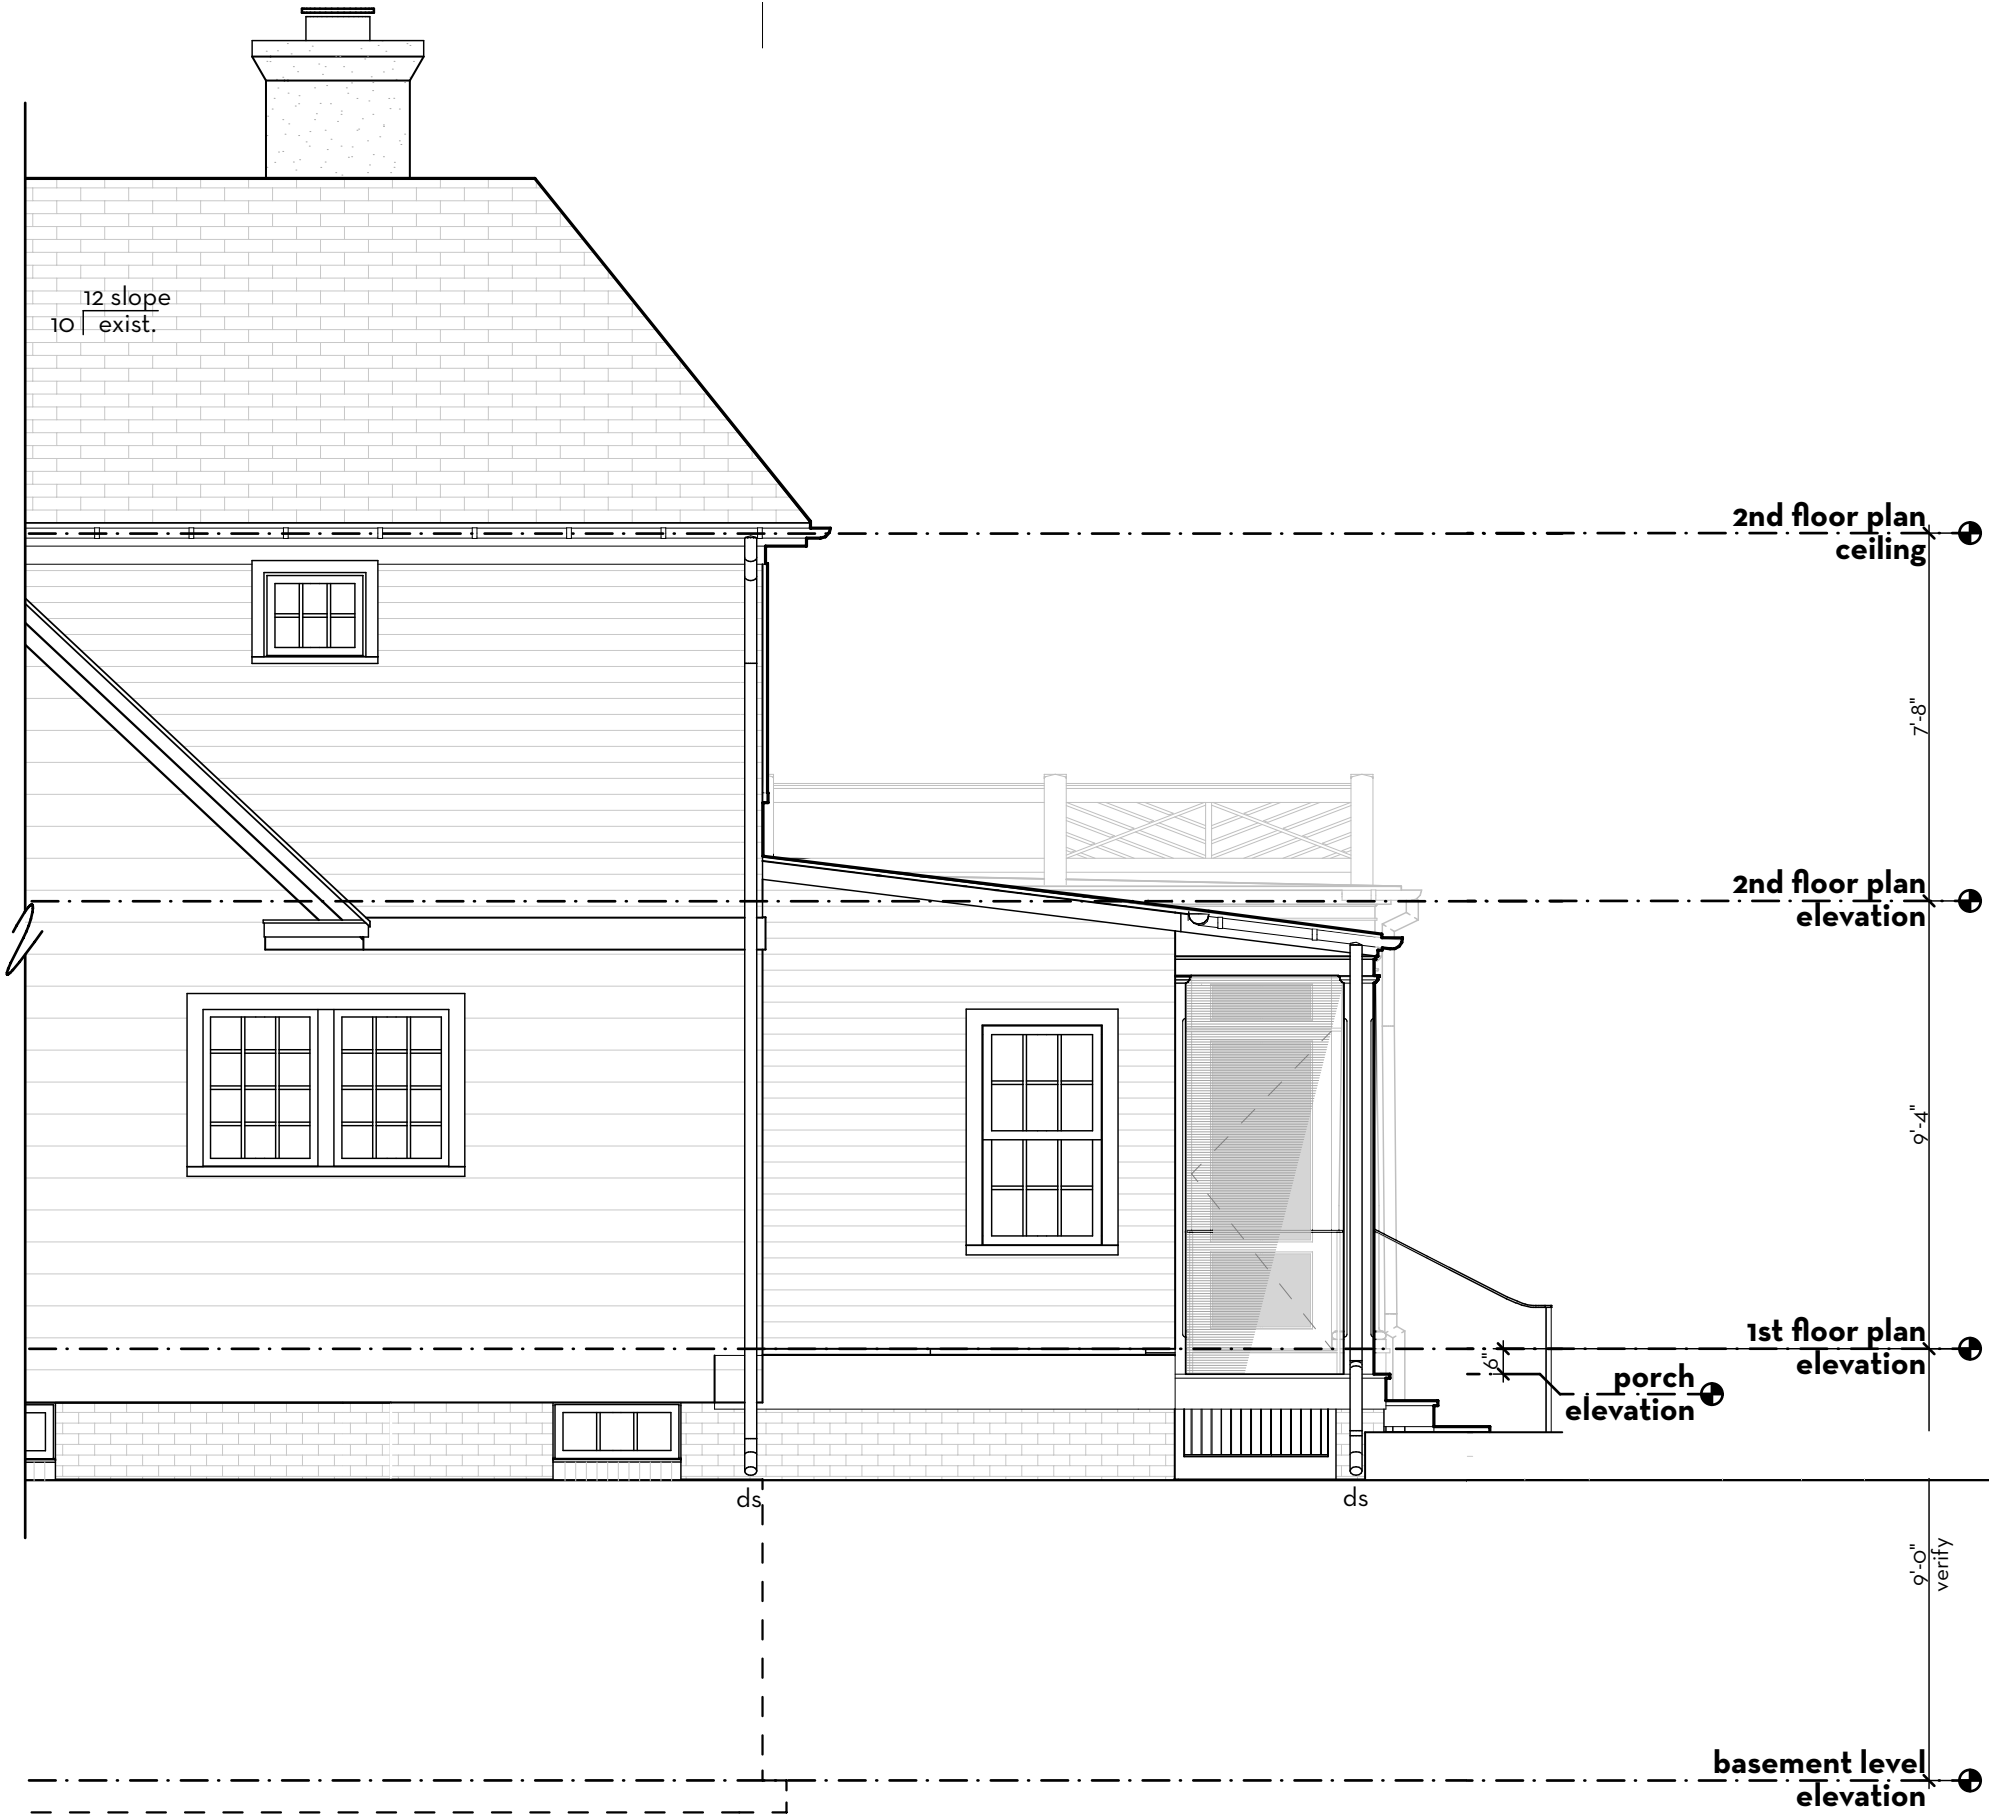 12 slope
10 exist.
2nd floor plan
ceiling
7'-8"
2nd floor plan
elevation
9'-4"
1st floor plan
elevation
6"
porch
elevation
ds
ds
9'-0"
verify
basement level
elevation